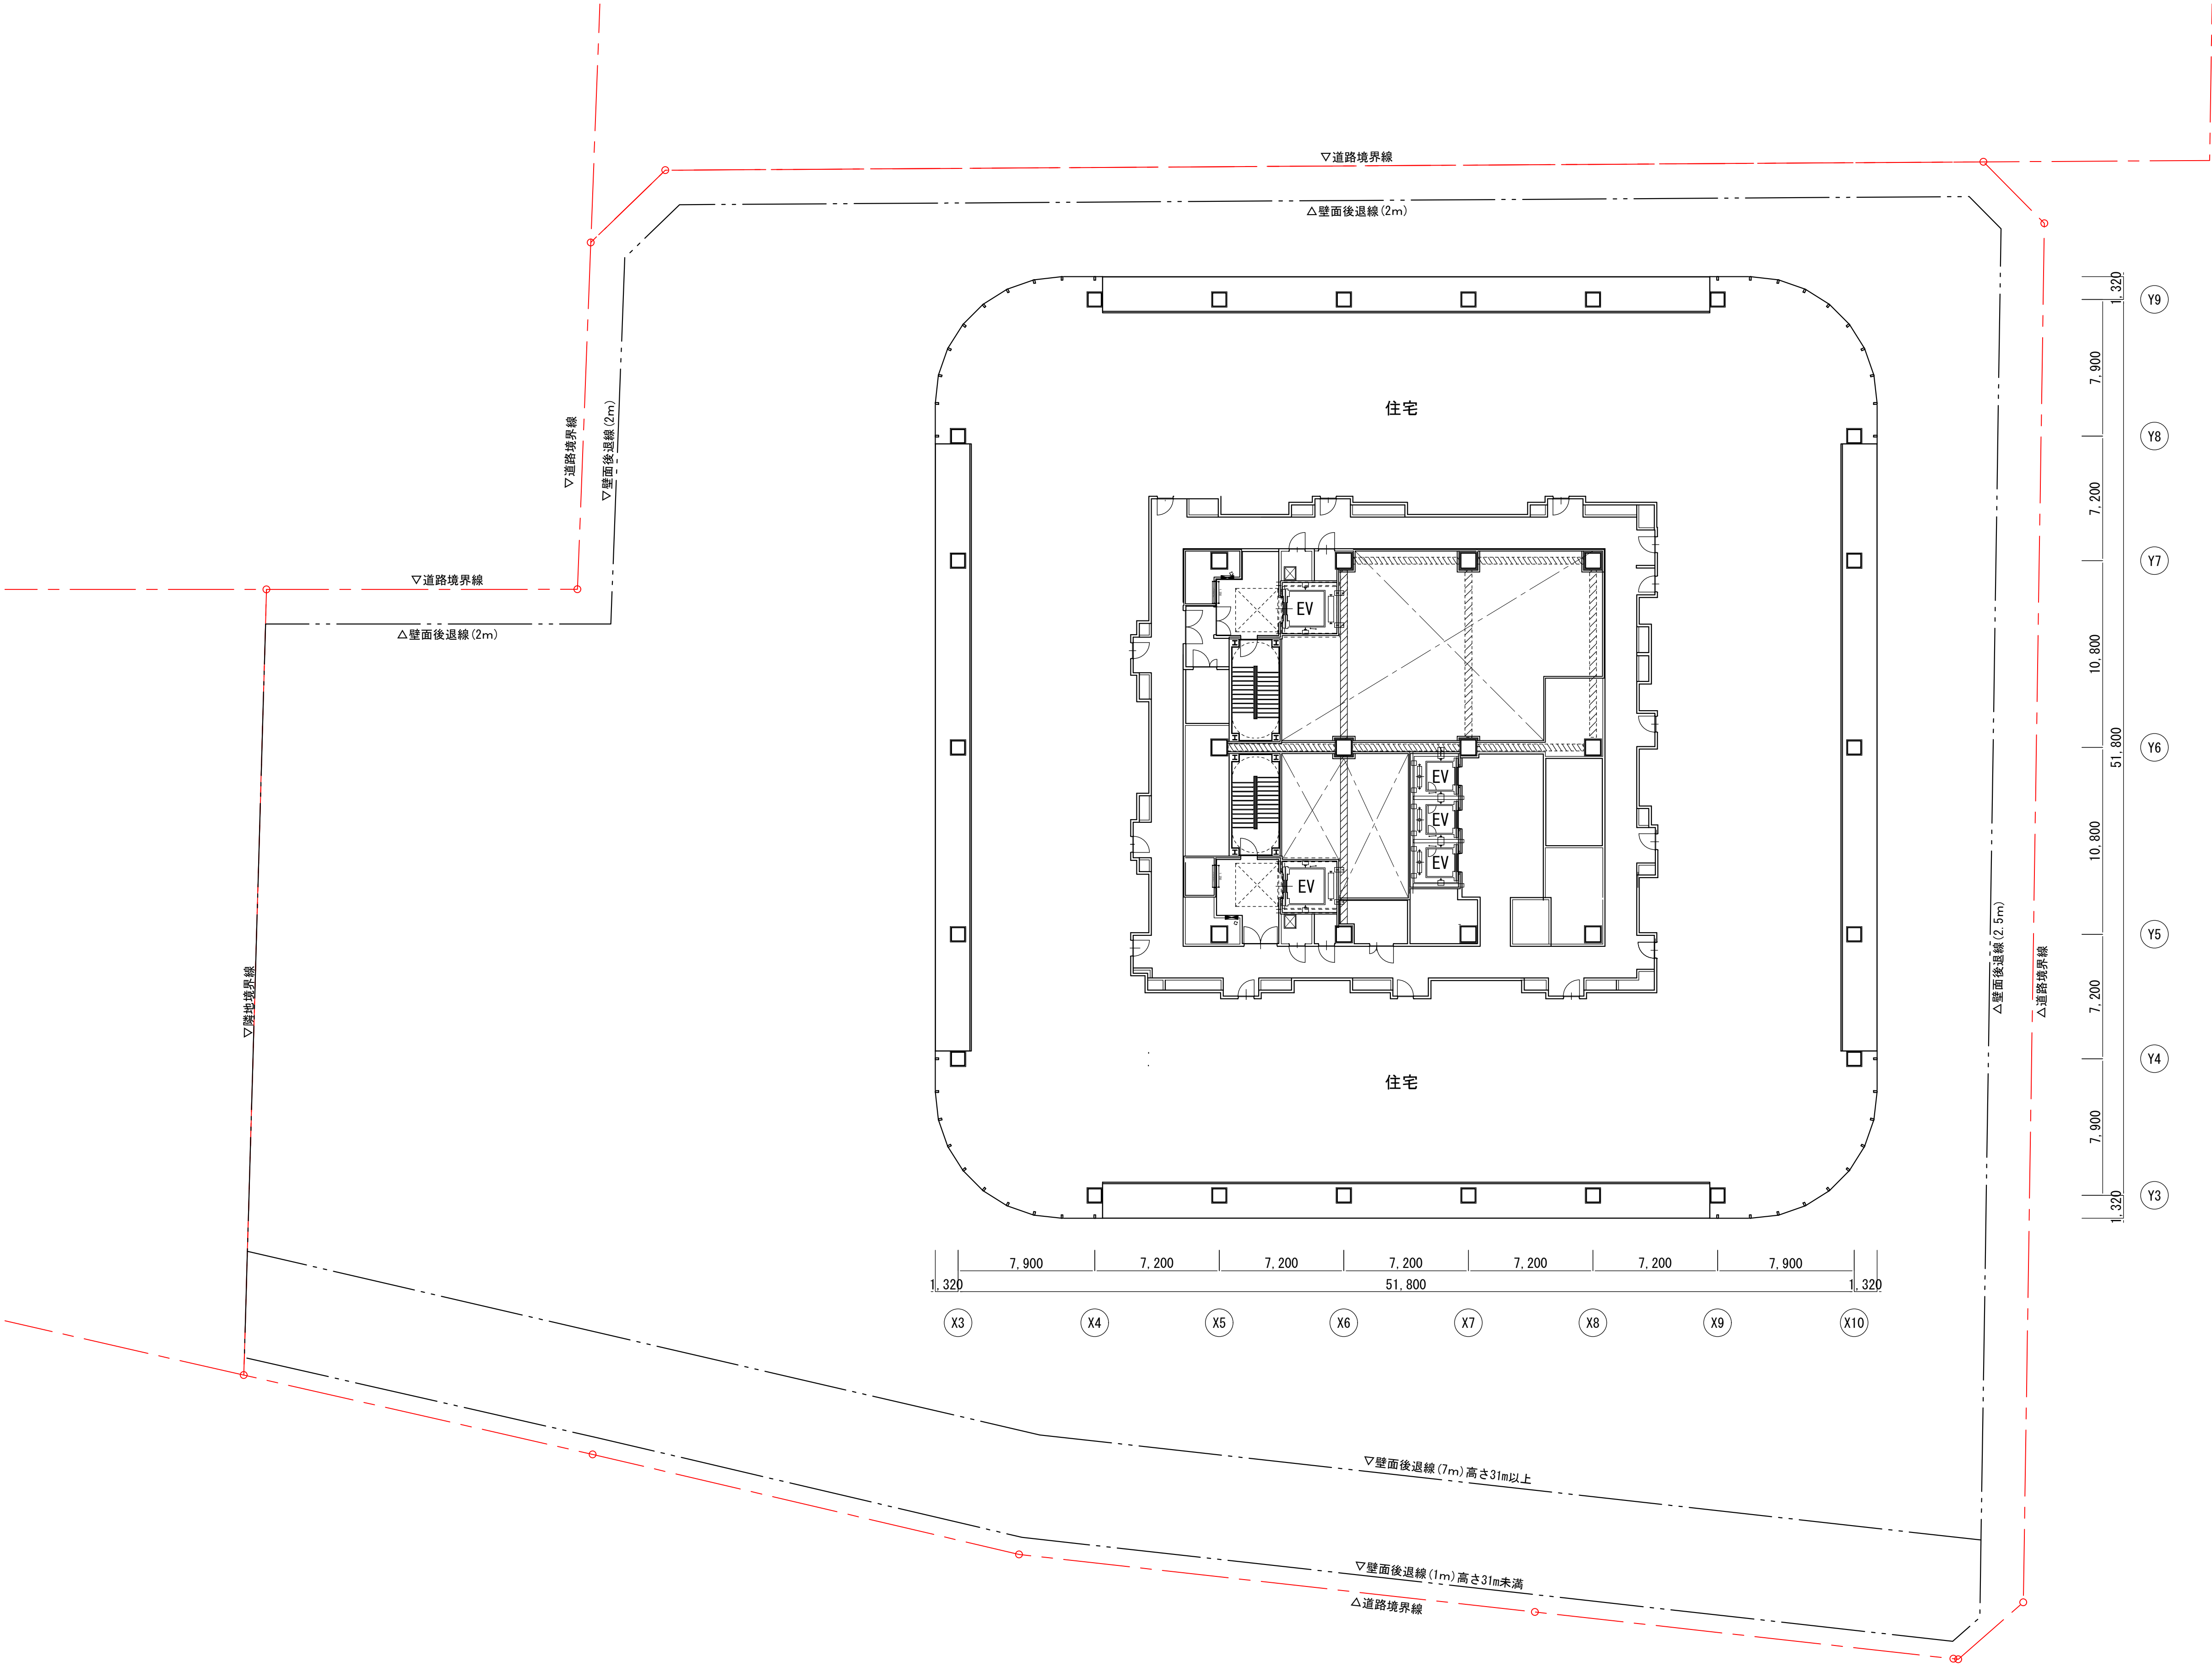 ▽道路境界線
△壁面後退線(2m)
1,320
Y9
7,900
住宅
▽道路境界線
▽壁面後退線(2m)
Y8
7,200
▽道路境界線
△壁面後退線(2m)
EV
Y7
10,800
51,800
Y6
EV
EV
EV
EV
10,800
△壁面後退線(2.5m)
△道路境界線
Y5
▽隣地境界線
7,200
Y4
住宅
7,900
1,320
Y3
7,900
7,200
7,200
7,200
7,200
7,200
7,900
1,320
51,800
1,320
X3
X4
X5
X6
X7
X8
X9
X10
▽壁面後退線(7m)高さ31m以上
▽壁面後退線(1m)高さ31m未満
△道路境界線